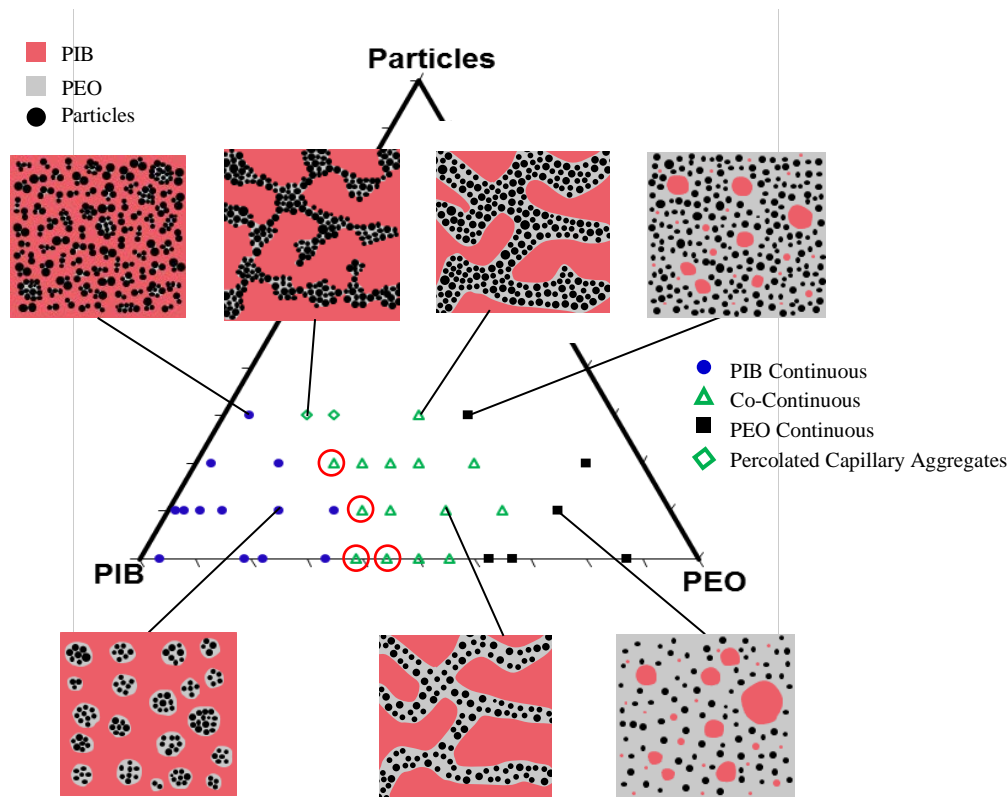 Particles
PIB
PEO
Particles
PIB Continuous
Co-Continuous
PEO Continuous
Percolated Capillary Aggregates
PIB
PEO